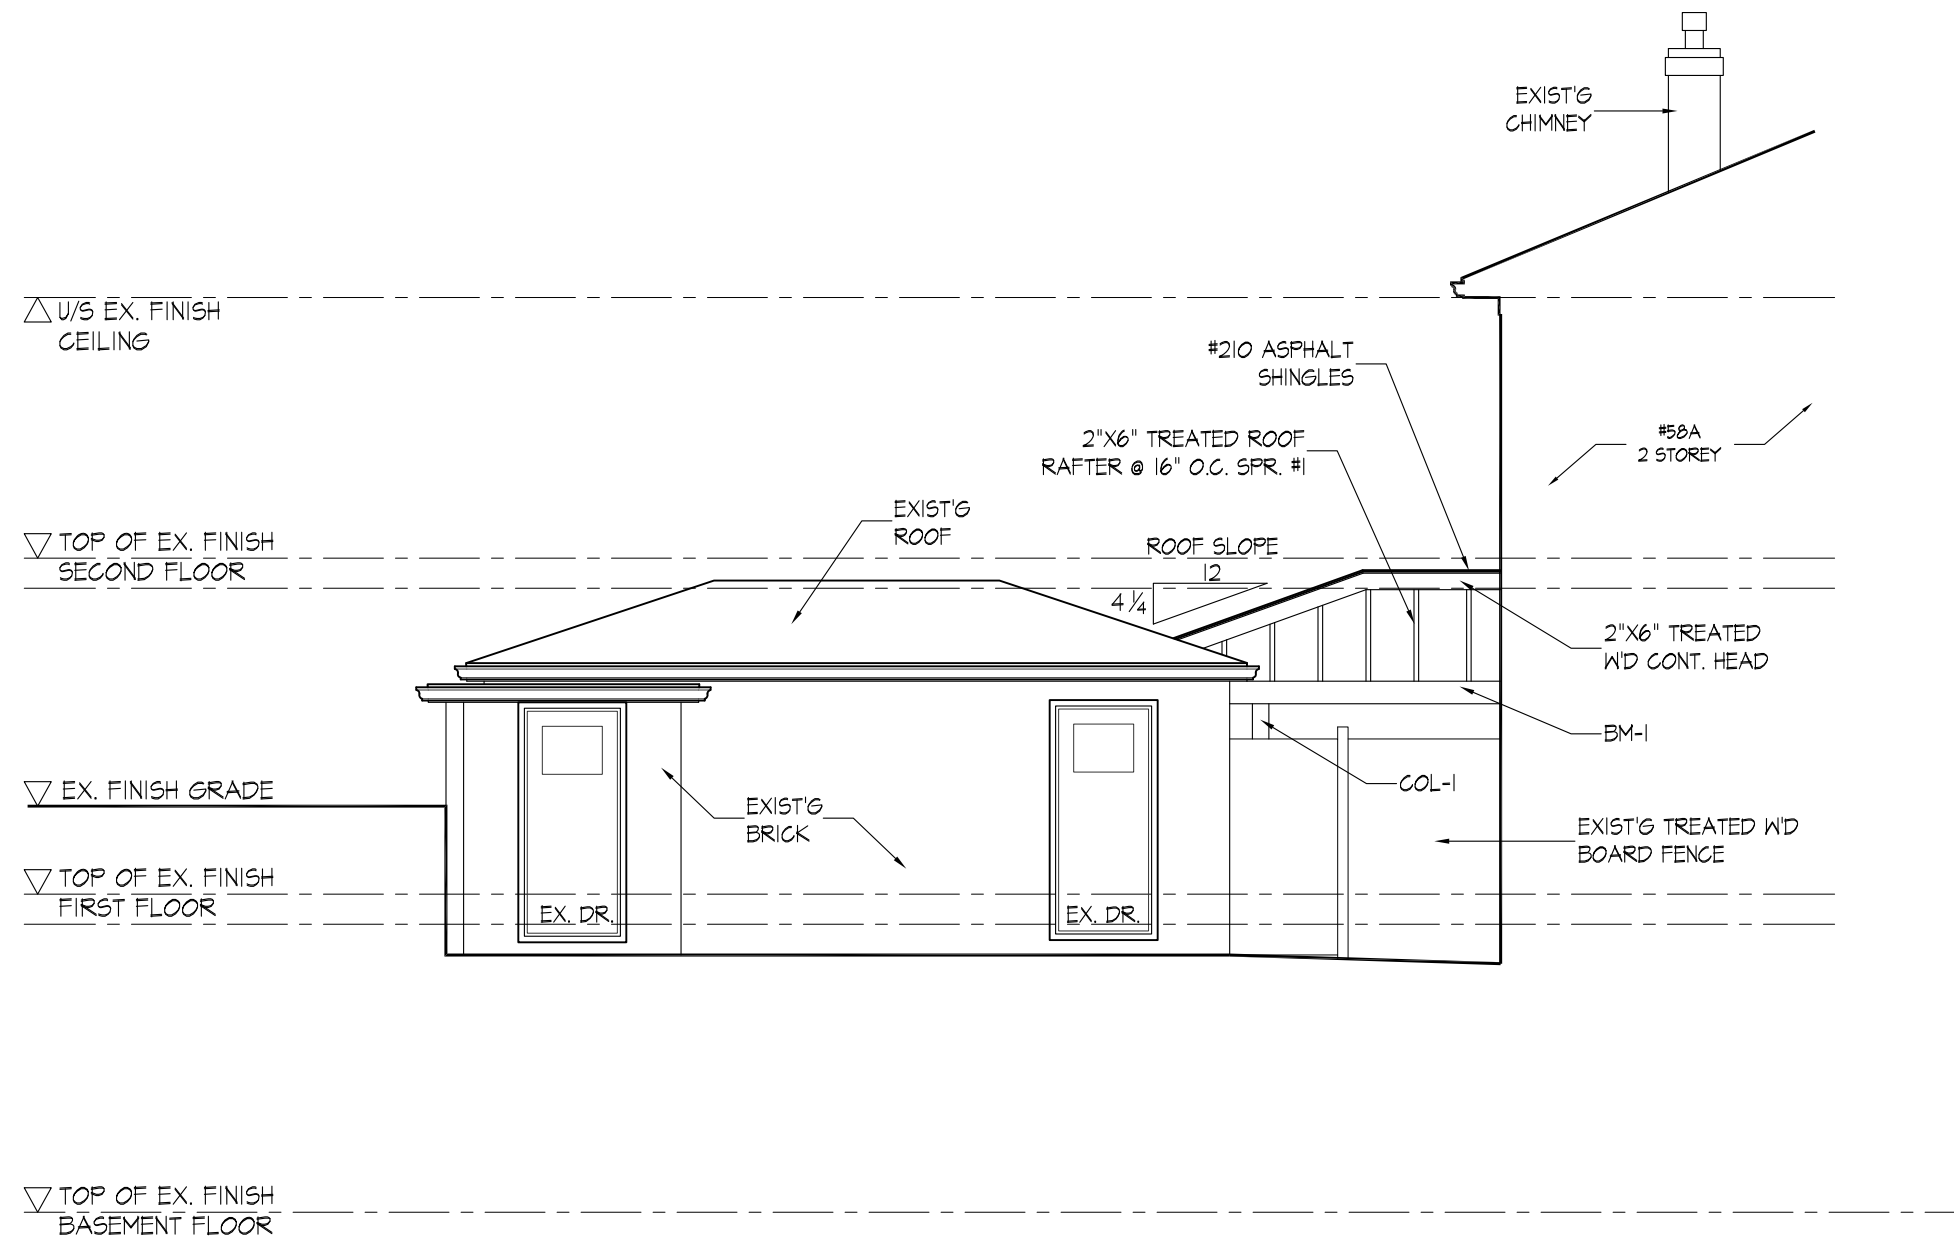 EXIST'G
CHIMNEY
U/S EX. FINISH
CEILING
#210 ASPHALT
SHINGLES
2"X6" TREATED ROOF
RAFTER @ 16" O.C. SPR. #1
#58A
2 STOREY
EXIST'G
ROOF
TOP OF EX. FINISH
SECOND FLOOR
ROOF SLOPE
12
4 1/4
2"X6" TREATED
W'D CONT. HEAD
BM-1
COL-1
EX. FINISH GRADE
EXIST'G
BRICK
EXIST'G TREATED W'D
BOARD FENCE
TOP OF EX. FINISH
FIRST FLOOR
EX. DR.
EX. DR.
TOP OF EX. FINISH
BASEMENT FLOOR